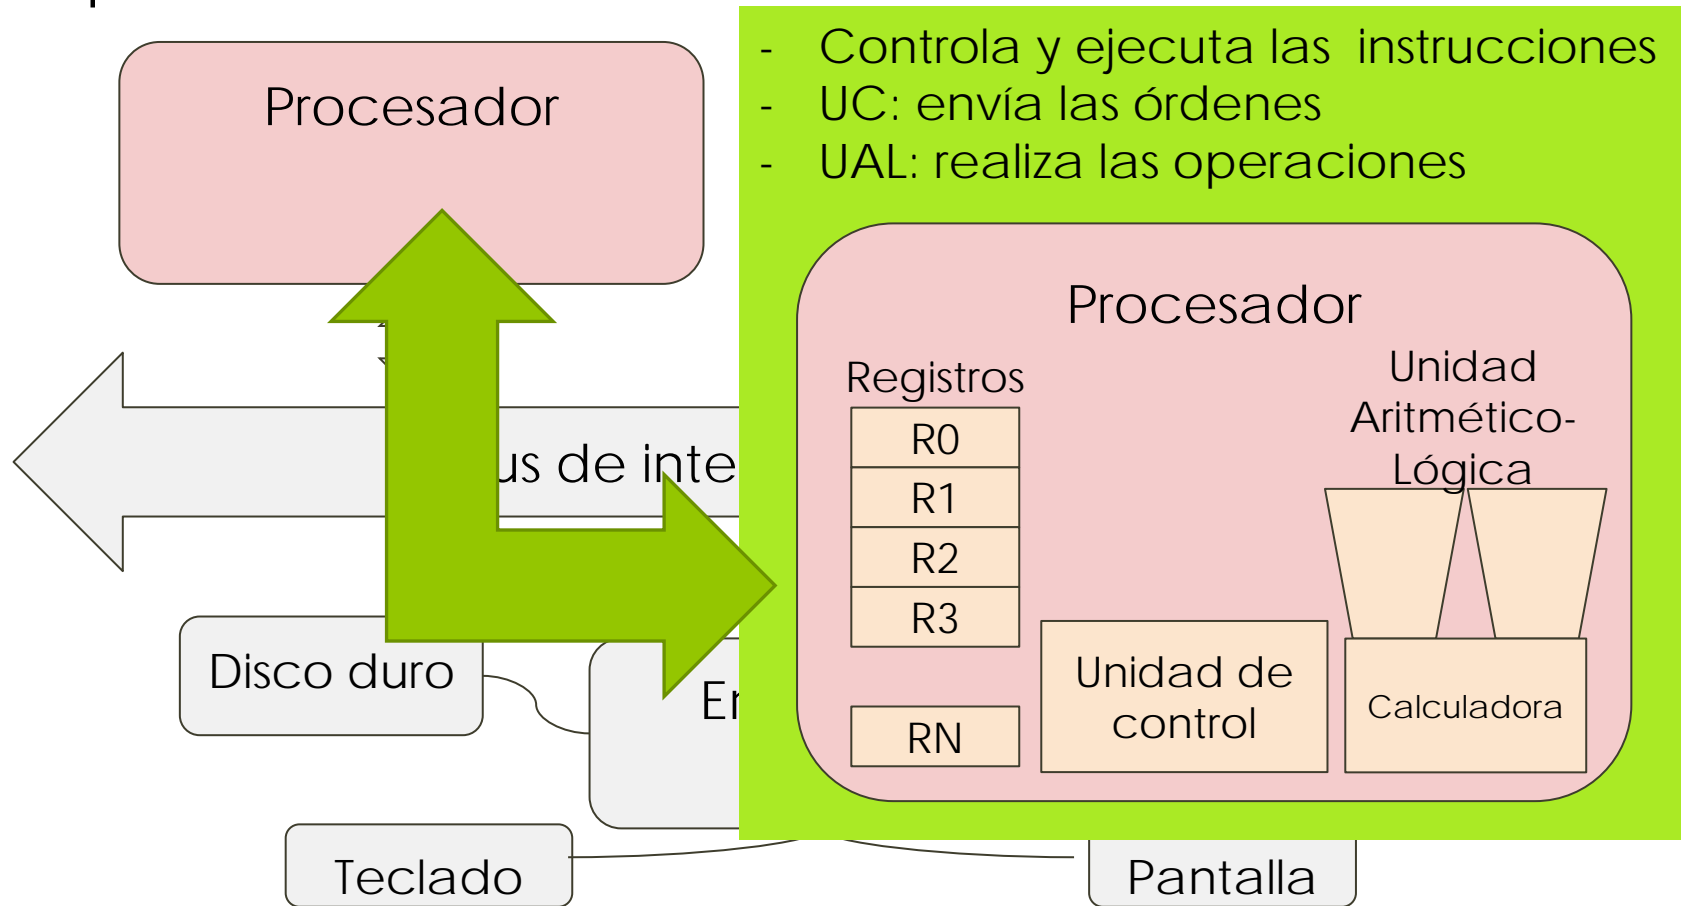 Procesador
- Controla y ejecuta las instrucciones
- UC: envía las órdenes
- UAL: realiza las operaciones
Procesador
Registros
R0
R1
R2
R3
RN
Unidad de
control
Unidad
Aritmético-
Lógica
Calculadora
us de inte
Disco duro
Teclado
Pantalla